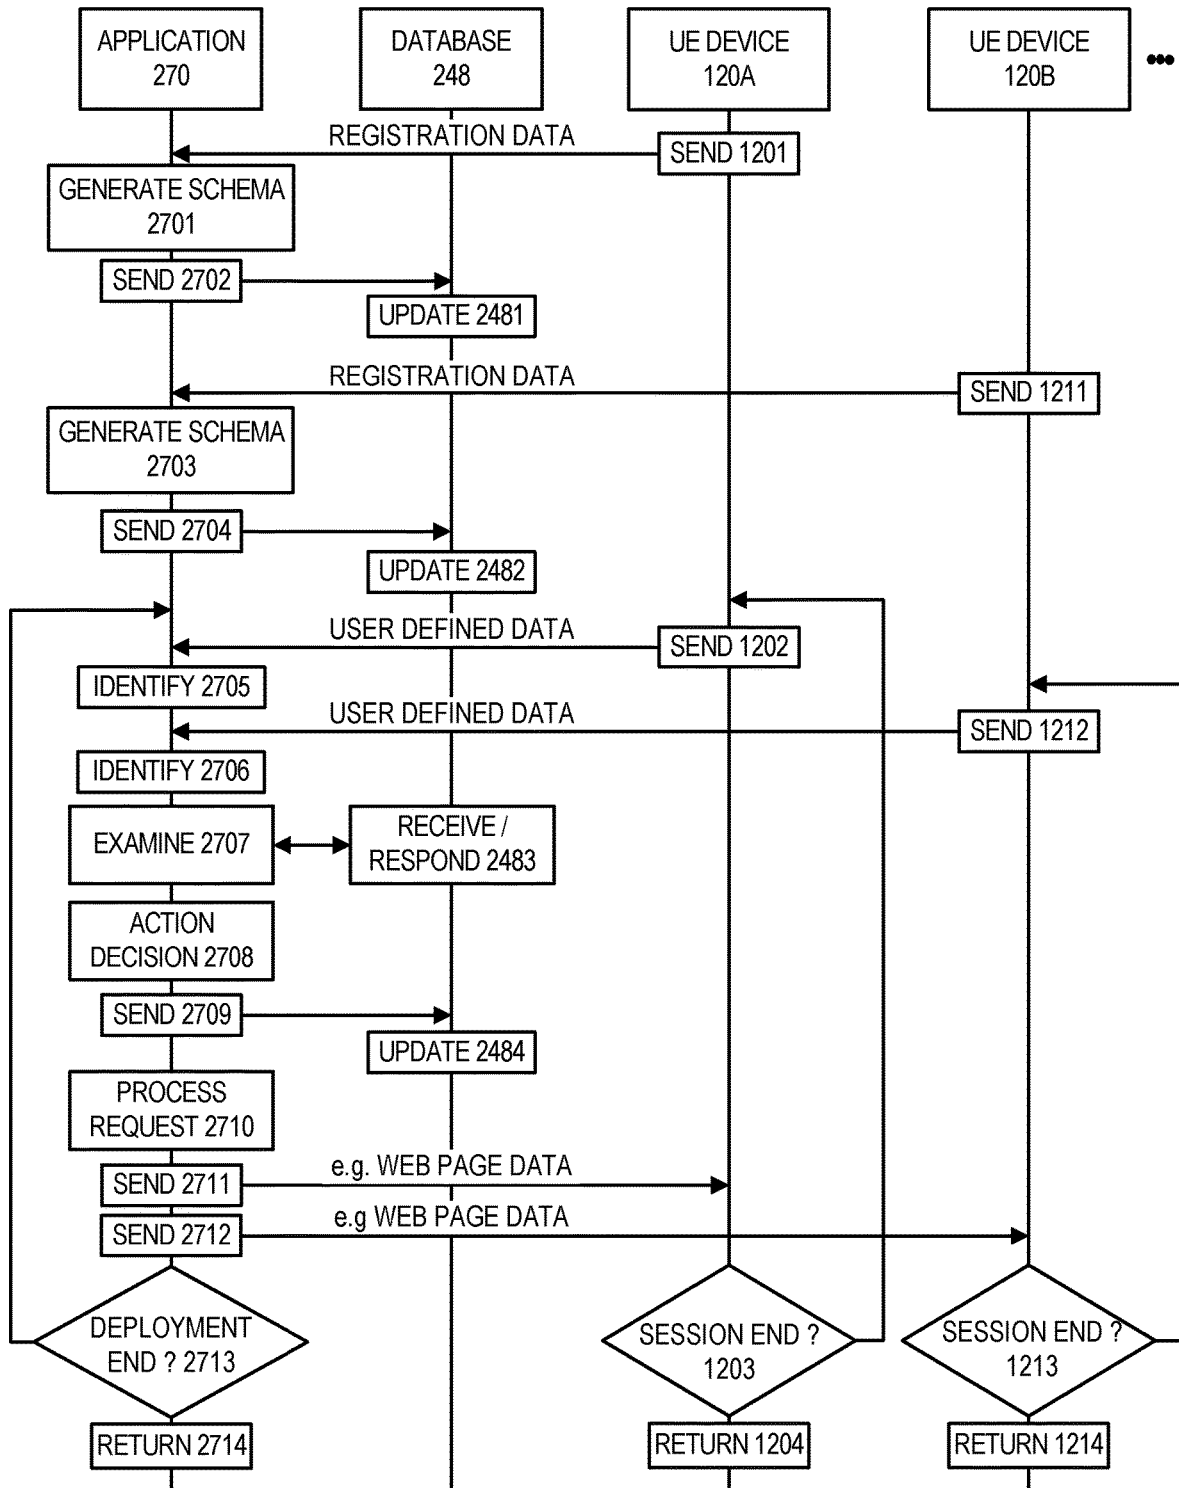 APPLICATION
270
DATABASE
248
UE DEVICE
120A
UE DEVICE
120B
•••
REGISTRATION DATA
SEND 1201
GENERATE SCHEMA
2701
SEND 2702
UPDATE 2481
REGISTRATION DATA
SEND 1211
GENERATE SCHEMA
2703
SEND 2704
UPDATE 2482
USER DEFINED DATA
SEND 1202
IDENTIFY 2705
USER DEFINED DATA
SEND 1212
IDENTIFY 2706
EXAMINE 2707
RECEIVE /
RESPOND 2483
ACTION
DECISION 2708
SEND 2709
UPDATE 2484
PROCESS
REQUEST 2710
e.g. WEB PAGE DATA
SEND 2711
e.g WEB PAGE DATA
SEND 2712
DEPLOYMENT
END ? 2713
SESSION END ?
1203
SESSION END ?
1213
RETURN 2714
RETURN 1204
RETURN 1214